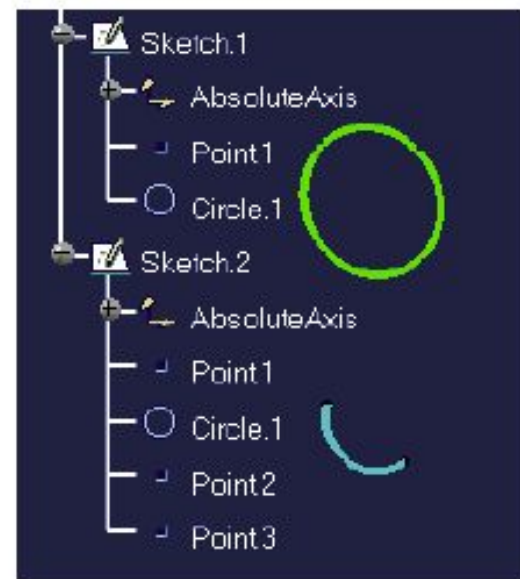 Sketch.1
AbsoluteAxis
Point1
Circle.1
Sketch.2
AbsoluteAxis
Point1
Circle.1
Point2
Point3